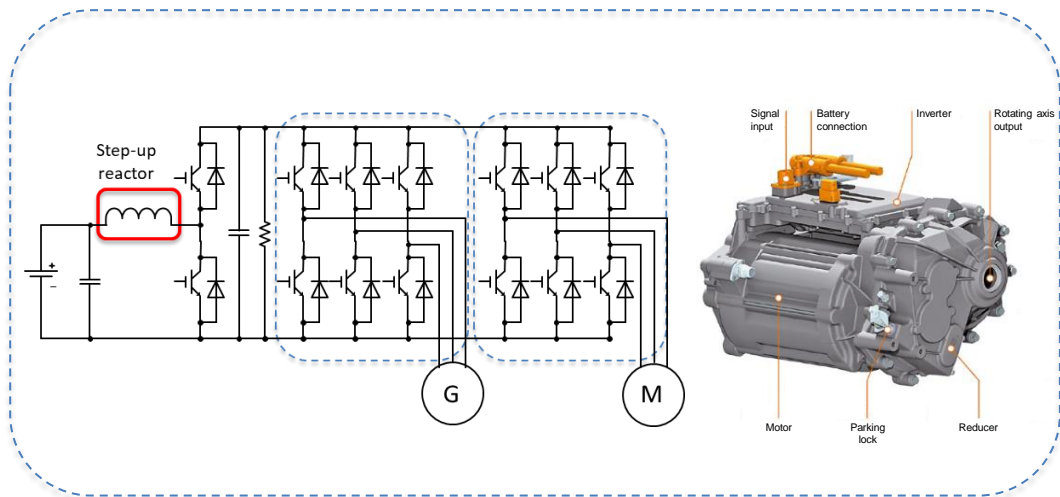 Step-up
reactor
+
−
G
M
Signal
input
Battery
connection
Inverter
Rotating axis
output
Motor
Parking
lock
Reducer